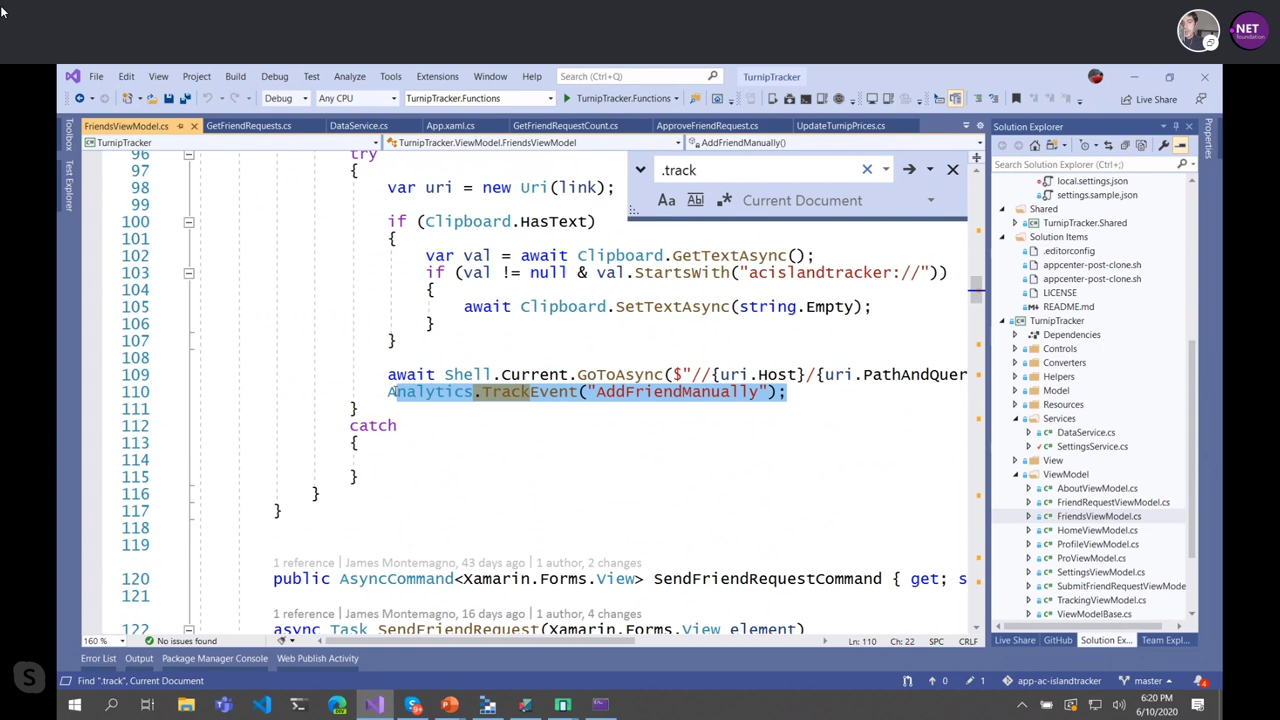 NET
foundation
File Edit View Project Build Debug Test Analyze Tools Extensions Window Help Search (Ctrl+Q) TurnipTracker
Debug Any CPU TurnipTracker.Functions TurnipTracker.Functions Live Share
FriendsViewModel.cs GetFriendRequests.cs DataService.cs App.xaml.cs GetFriendRequestCount.cs ApproveFriendRequest.cs UpdateTurnipPrices.cs
TurnipTracker TurnipTracker.ViewModel.FriendsViewModel AddFriendManually()
Toolbox
Test Explorer
.track
Aa Ab Current Document
96 try
97 {
98 var uri = new Uri(link);
99
100 if (Clipboard.HasText)
101 {
102 var val = await Clipboard.GetTextAsync();
103 if (val != null & val.StartsWith("acislandtracker://"))
104 {
105 await Clipboard.SetTextAsync(string.Empty);
106 }
107 }
108
109 await Shell.Current.GoToAsync($"//{uri.Host}/{uri.PathAndQuer
110 Analytics.TrackEvent("AddFriendManually");
111 }
112 catch
113 {
114
115 }
116 }
117 }
118
119
1 reference | James Montemagno, 43 days ago | 1 author, 2 changes
120 public AsyncCommand<Xamarin.Forms.View> SendFriendRequestCommand { get; s
121
1 reference | James Montemagno, 16 days ago | 1 author, 4 changes
122 async Task SendFriendRequest(Xamarin.Forms.View element)
160 % No issues found Ln: 110 Ch: 22 SPC CRLF
Solution Explorer
Search Solution Explorer (Ctrl+;)
local.settings.json
settings.sample.json
Shared
TurnipTracker.Shared
Solution Items
.editorconfig
appcenter-post-clone.sh
appcenter-post-clone.sh
LICENSE
README.md
TurnipTracker
Dependencies
Controls
Converters
Helpers
Model
Resources
Services
DataService.cs
SettingsService.cs
View
ViewModel
AboutViewModel.cs
FriendRequestViewModel.cs
FriendsViewModel.cs
HomeViewModel.cs
ProfileViewModel.cs
ProViewModel.cs
SettingsViewModel.cs
SubmitFriendRequestViewMode
TrackingViewModel.cs
ViewModelBase.cs
Live Share GitHub Solution Ex... Team Expl...
Properties
Error List Output Package Manager Console Web Publish Activity
Find ".track", Current Document 0 1 app-ac-islandtracker master 4
6:20 PM
6/10/2020